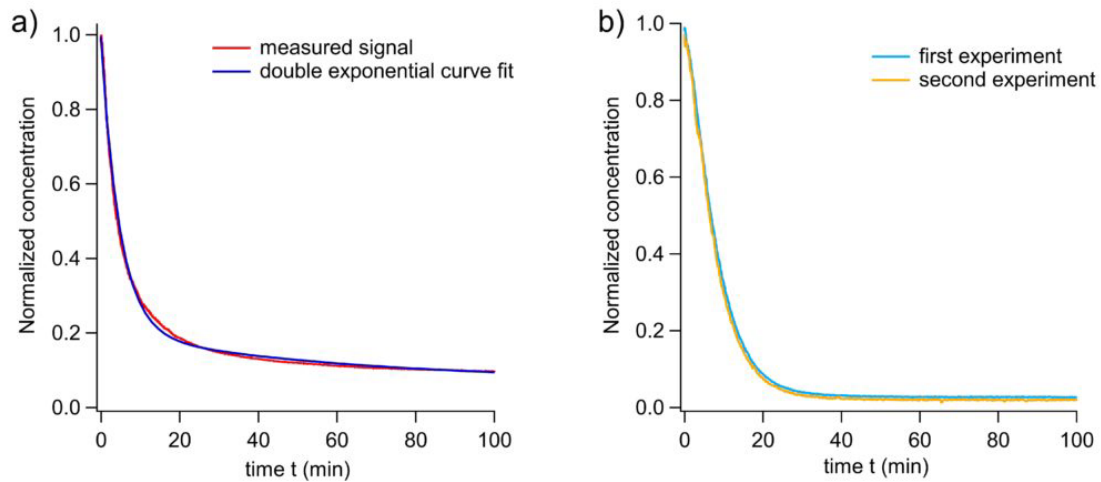 a)
1.0
0.8
0.6
0.4
0.2
0.0
Normalized concentration
measured signal
double exponential curve fit
0 20 40 60 80 100
time t (min)
b)
1.0
0.8
0.6
0.4
0.2
0.0
Normalized concentration
first experiment
second experiment
0 20 40 60 80 100
time t (min)